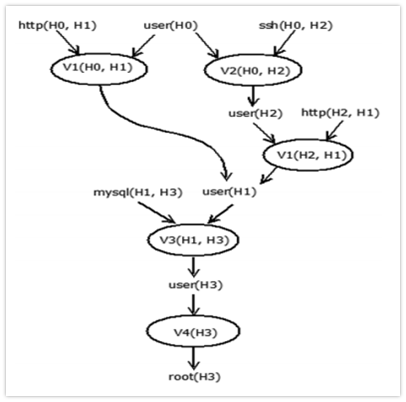 http(H0, H1) user(H0) ssh(H0, H2)
V1(H0, H1) V2(H0, H2)
user(H2) http(H2, H1)
V1(H2, H1)
mysql(H1, H3) user(H1)
V3(H1, H3)
user(H3)
V4(H3)
root(H3)